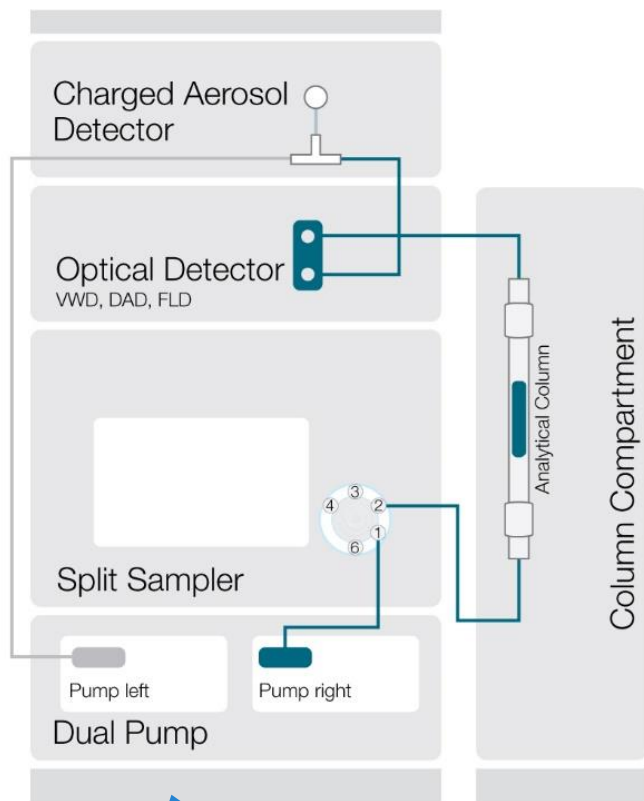 Charged Aerosol
Detector
Optical Detector
VWD, DAD, FLD
Analytical Column
Column Compartment
3
4
2
1
6
Split Sampler
Pump left
Pump right
Dual Pump